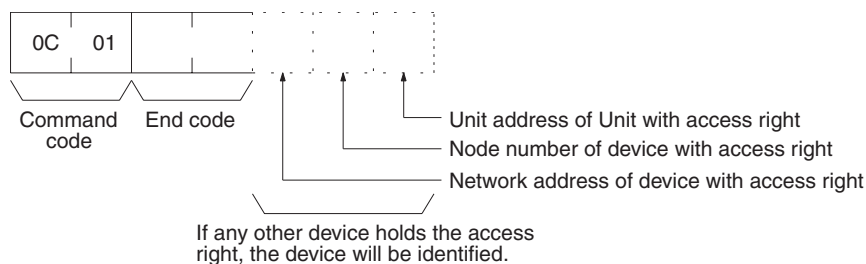 0C 01
Command code
End code
Unit address of Unit with access right
Node number of device with access right
Network address of device with access right
If any other device holds the access
right, the device will be identified.